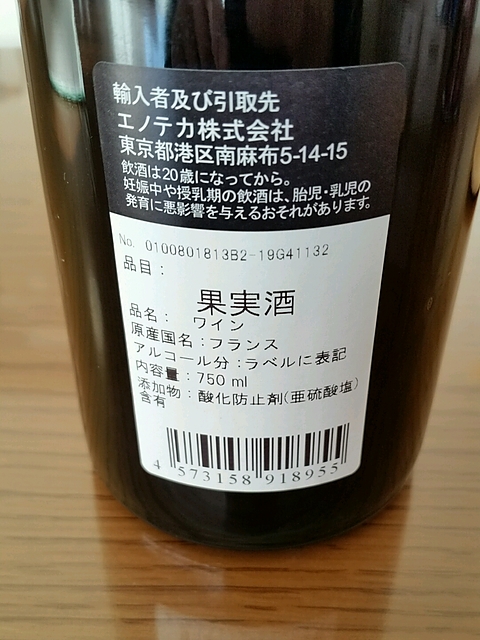 輸入者及び引取先
エノテカ株式会社
東京都港区南麻布5-14-15
飲酒は20歳になってから。
妊娠中や授乳期の飲酒は、胎児・乳児の
発育に悪影響を与えるおそれがあります。
No. 0100801813B2-19G41132
品目：
果実酒
品名： ワイン
原産国名：フランス
アルコール分：ラベルに表記
内容量：750 ml
添加物：酸化防止剤(亜硫酸塩)
含有
4 573158 918955